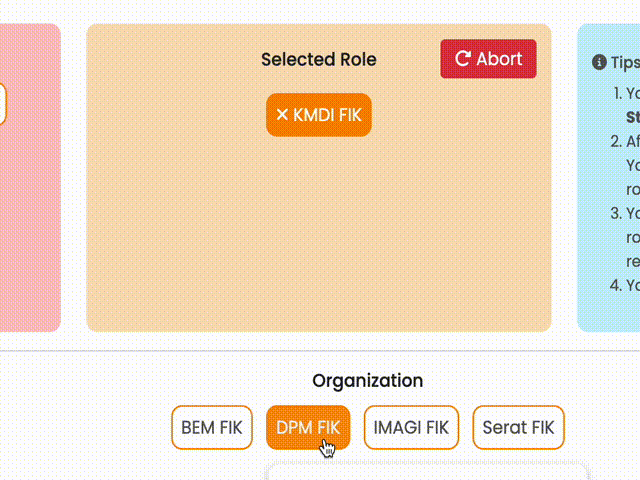 Selected Role
Abort
× KMDI FIK
Tips
1. Yo
St
2. Af
Yo
ro
3. Yo
ro
re
4. Yo
Organization
BEM FIK
DPM FIK
IMAGI FIK
Serat FIK